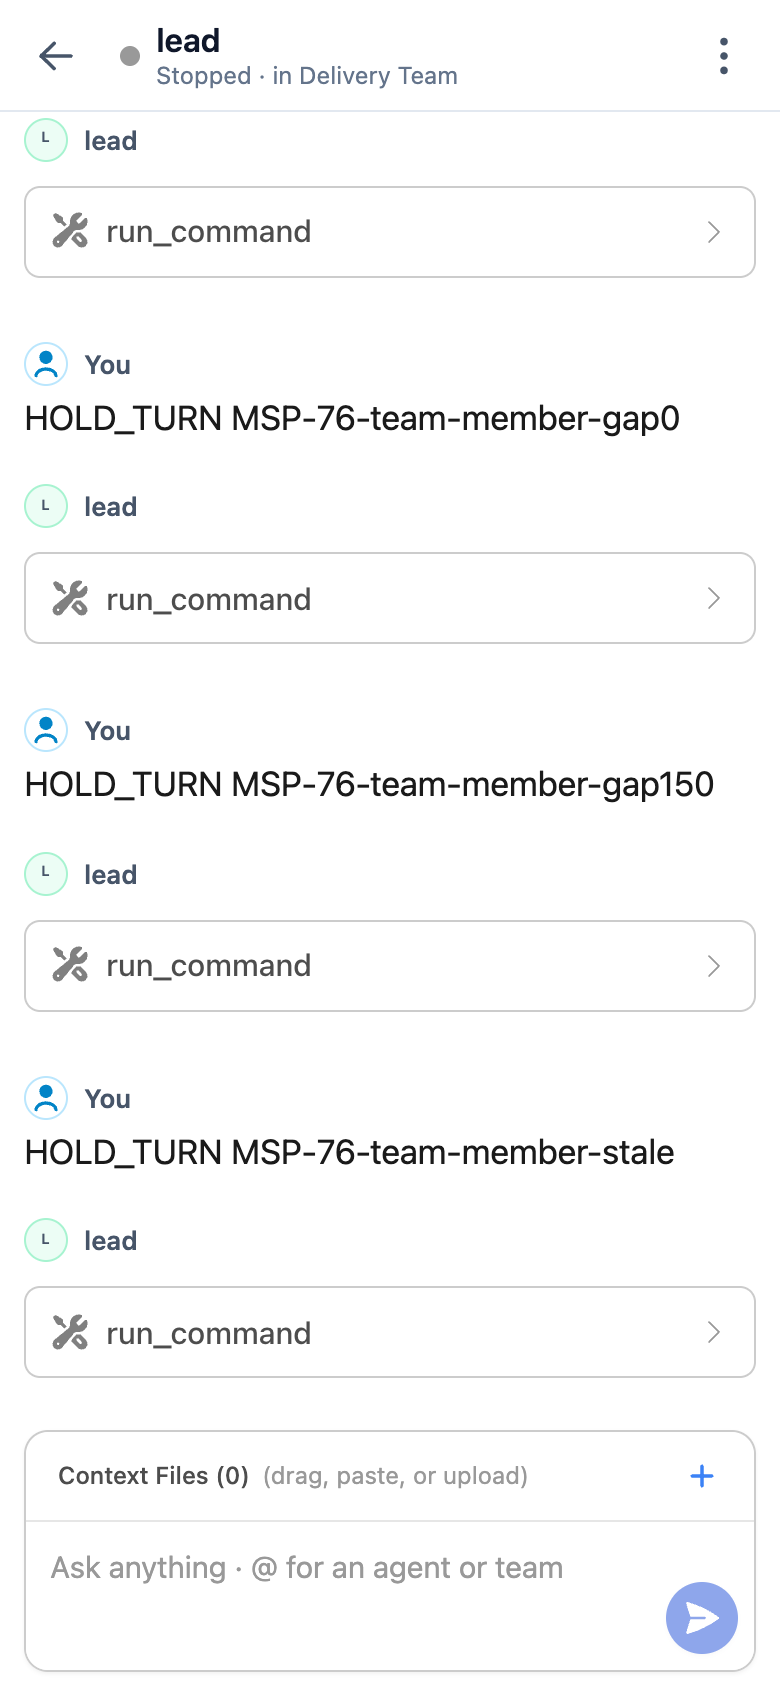 lead
Stopped · in Delivery Team
L lead
run_command
You
HOLD_TURN MSP-76-team-member-gap0
L lead
run_command
You
HOLD_TURN MSP-76-team-member-gap150
L lead
run_command
You
HOLD_TURN MSP-76-team-member-stale
L lead
run_command
Context Files (0) (drag, paste, or upload)
Ask anything · @ for an agent or team